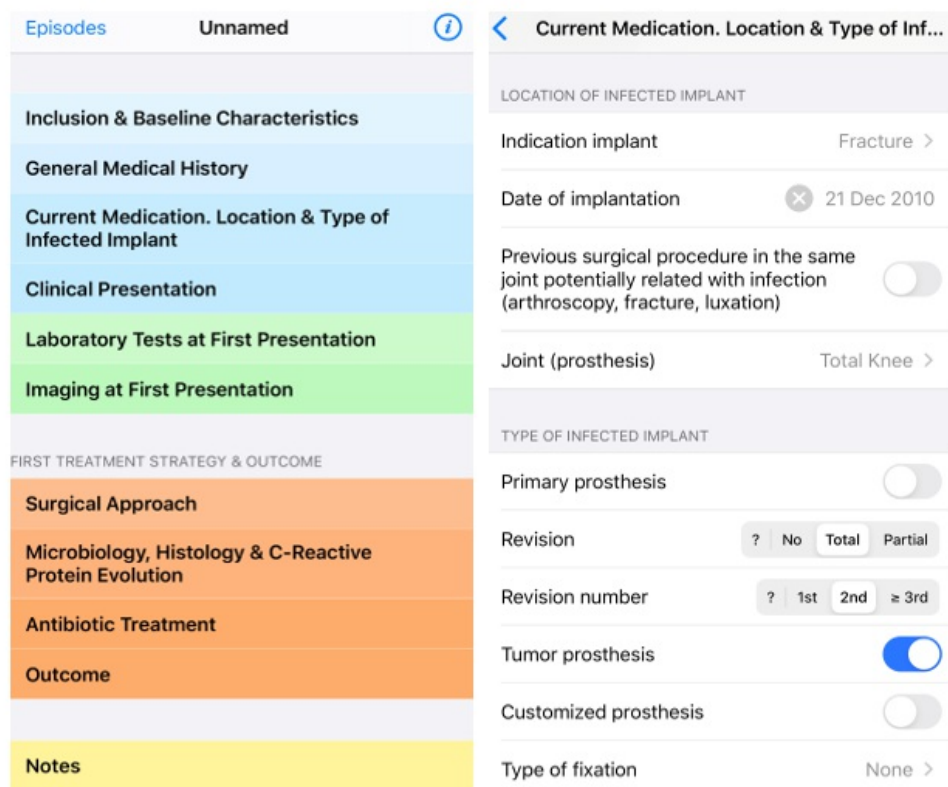 Episodes
Unnamed
i
Inclusion & Baseline Characteristics
General Medical History
Current Medication. Location & Type of
Infected Implant
Clinical Presentation
Laboratory Tests at First Presentation
Imaging at First Presentation
FIRST TREATMENT STRATEGY & OUTCOME
Surgical Approach
Microbiology, Histology & C-Reactive
Protein Evolution
Antibiotic Treatment
Outcome
Notes
Current Medication. Location & Type of Inf...
LOCATION OF INFECTED IMPLANT
Indication implant Fracture
Date of implantation 21 Dec 2010
Previous surgical procedure in the same
joint potentially related with infection
(arthroscopy, fracture, luxation)
Joint (prosthesis) Total Knee
TYPE OF INFECTED IMPLANT
Primary prosthesis
Revision ? No Total Partial
Revision number ? 1st 2nd ≥ 3rd
Tumor prosthesis
Customized prosthesis
Type of fixation None